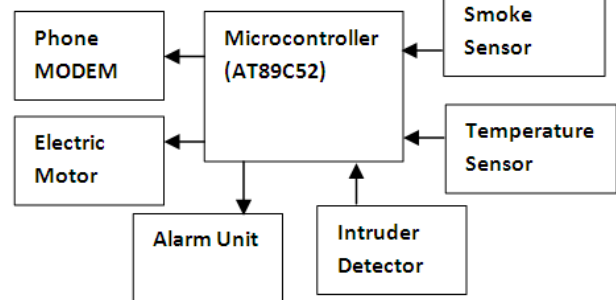 Phone
MODEM
Microcontroller
(AT89C52)
Smoke
Sensor
Electric
Motor
Temperature
Sensor
Alarm Unit
Intruder
Detector